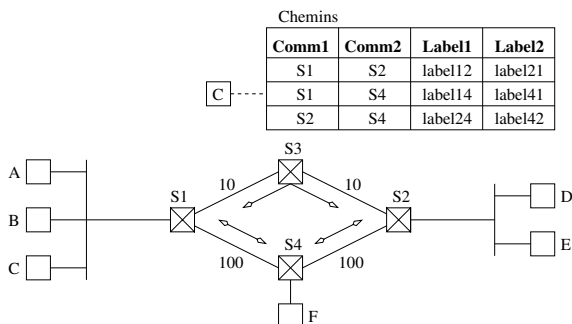 Chemins
Comm1 Comm2 Label1 Label2
S1 S2 label12 label21
C S1 S4 label14 label41
S2 S4 label24 label42
S3
A
10 10
S1 S2
D
B
C
100 S4 100
E
F